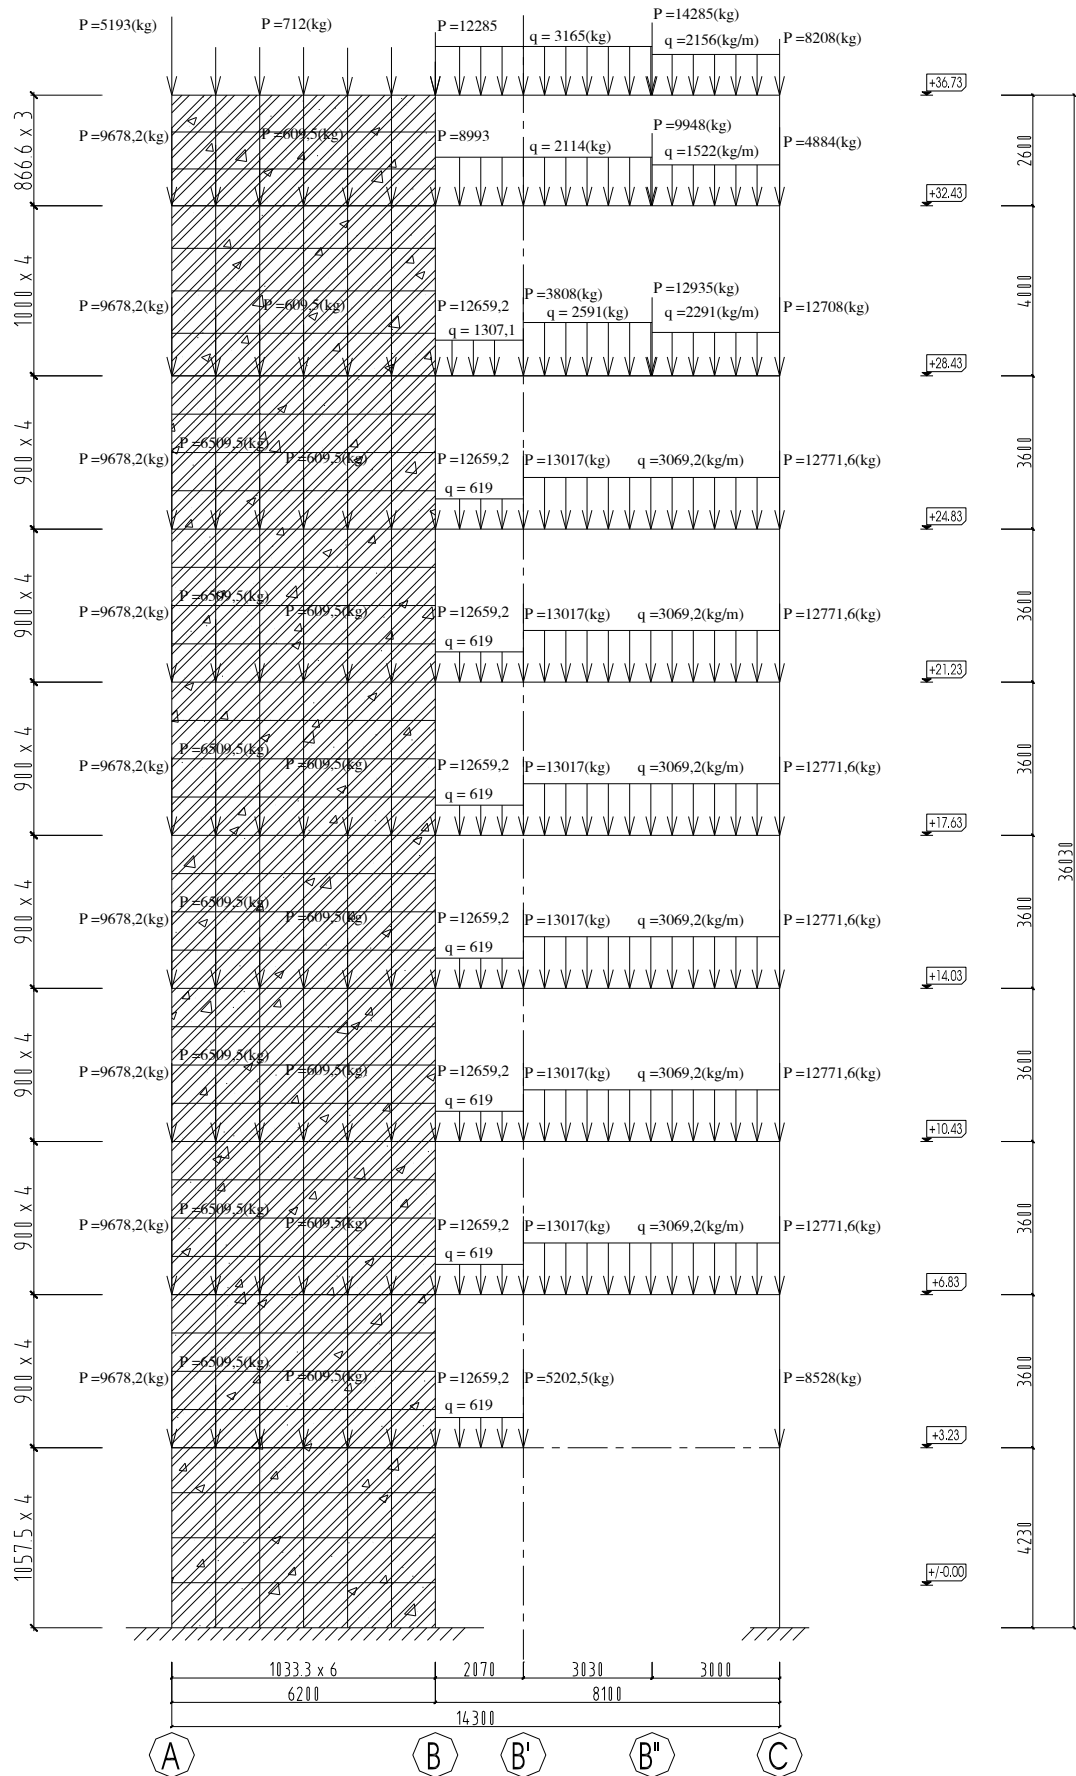 P =5193(kg) P =712(kg) P =12285 q = 3165(kg) P =14285(kg) q =2156(kg/m) P =8208(kg)
+36.73
866.6 x 3 P =9678,2(kg) P =609,5(kg) P =8993 q = 2114(kg) P =9948(kg) q =1522(kg/m) P =4884(kg) 2600
+32.43
1000 x 4 P =9678,2(kg) P =609,5(kg) P =12659,2 q = 1307,1 P =3808(kg) q = 2591(kg) P =12935(kg) q =2291(kg/m) P =12708(kg) 4000
+28.43
900 x 4 P =9678,2(kg) P =6509,5(kg) P =609,5(kg) P =12659,2 q = 619 P =13017(kg) q =3069,2(kg/m) P =12771,6(kg) 3600
+24.83
900 x 4 P =9678,2(kg) P =6509,5(kg) P =609,5(kg) P =12659,2 q = 619 P =13017(kg) q =3069,2(kg/m) P =12771,6(kg) 3600
+21.23
900 x 4 P =9678,2(kg) P =6509,5(kg) P =609,5(kg) P =12659,2 q = 619 P =13017(kg) q =3069,2(kg/m) P =12771,6(kg) 3600
+17.63
36030
900 x 4 P =9678,2(kg) P =6509,5(kg) P =609,5(kg) P =12659,2 q = 619 P =13017(kg) q =3069,2(kg/m) P =12771,6(kg) 3600
+14.03
900 x 4 P =9678,2(kg) P =6509,5(kg) P =609,5(kg) P =12659,2 q = 619 P =13017(kg) q =3069,2(kg/m) P =12771,6(kg) 3600
+10.43
900 x 4 P =9678,2(kg) P =6509,5(kg) P =609,5(kg) P =12659,2 q = 619 P =13017(kg) q =3069,2(kg/m) P =12771,6(kg) 3600
+6.83
900 x 4 P =9678,2(kg) P =6509,5(kg) P =609,5(kg) P =12659,2 q = 619 P =5202,5(kg) P =8528(kg) 3600
+3.23
1057.5 x 4 4230
+/-0.00
1033.3 x 6 2070 3030 3000
6200 8100
14300
A B B' B" C